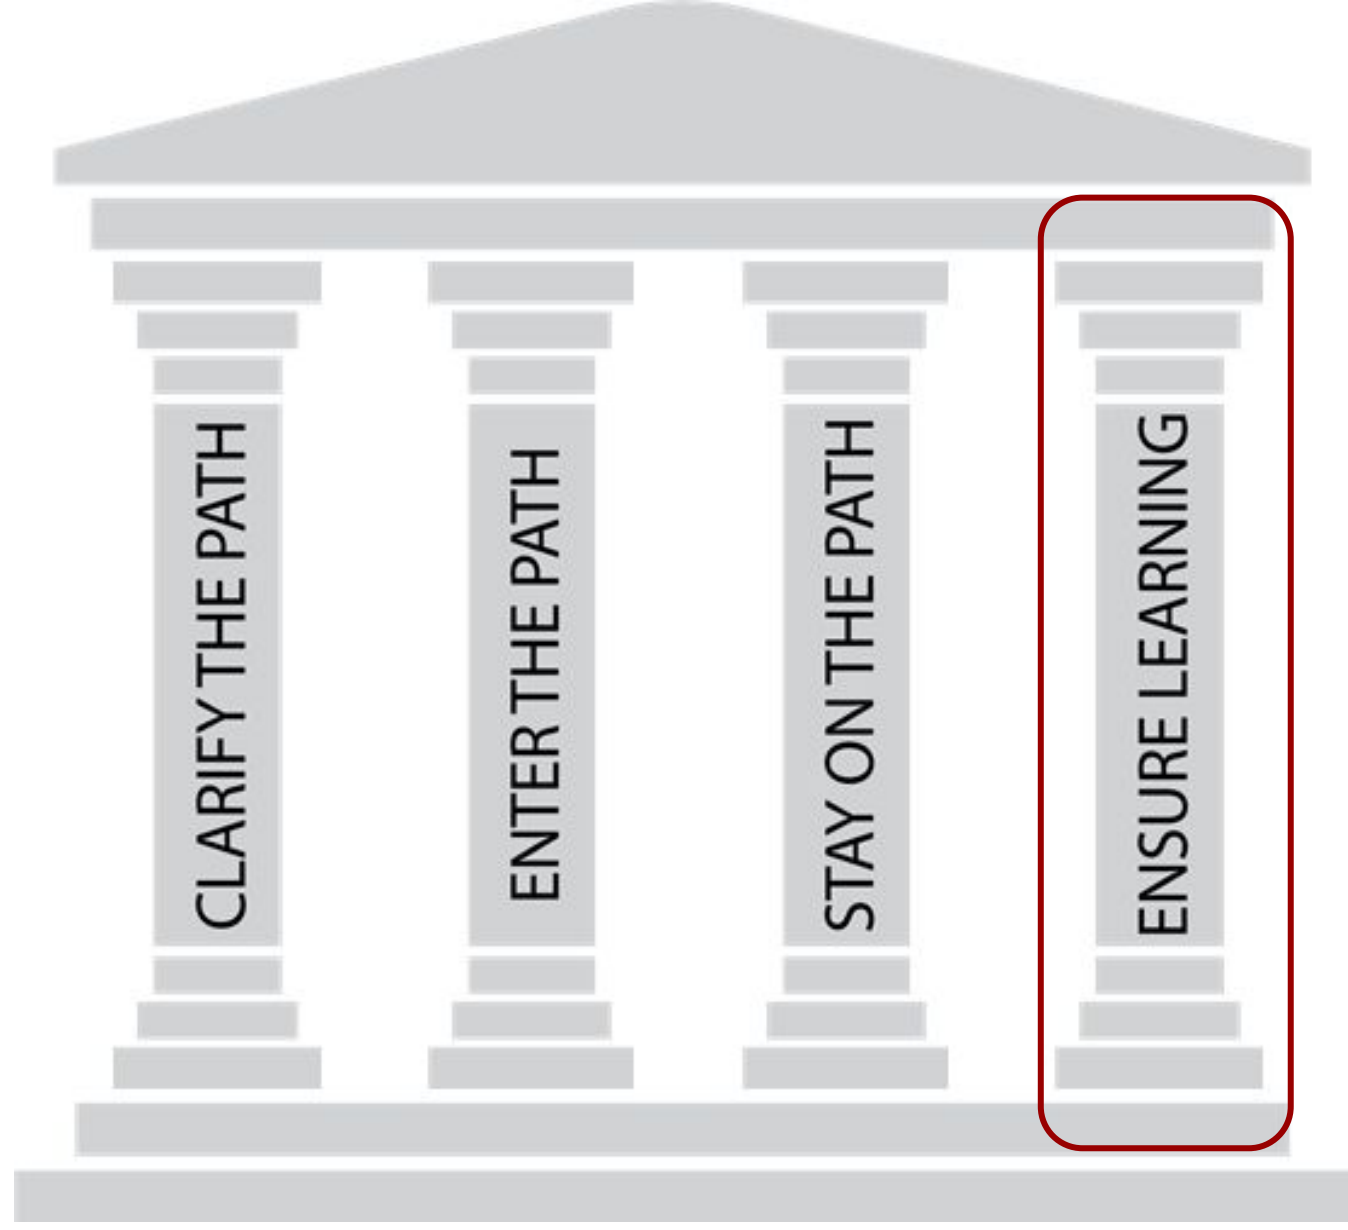 CLARIFY THE PATH
ENTER THE PATH
STAY ON THE PATH
ENSURE LEARNING